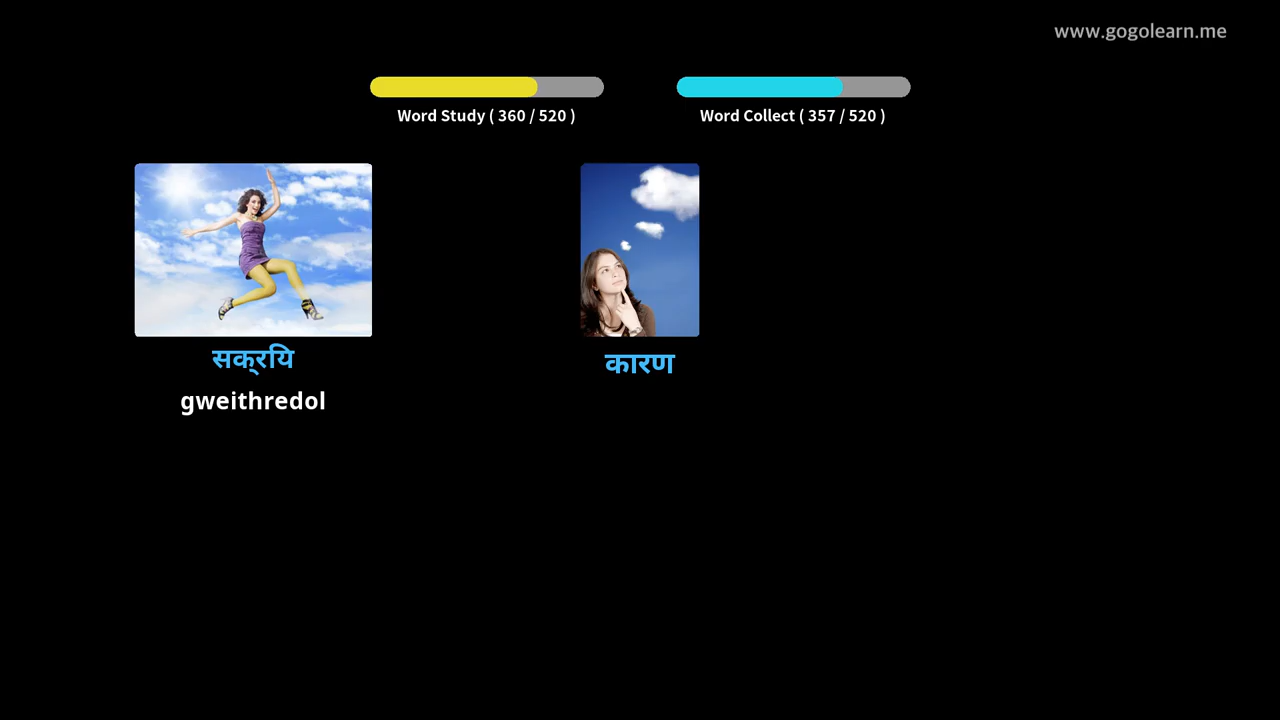 www.gogolearn.me
Word Study ( 360 / 520 )
Word Collect ( 357 / 520 )
सक्रयि
कारण
gweithredol